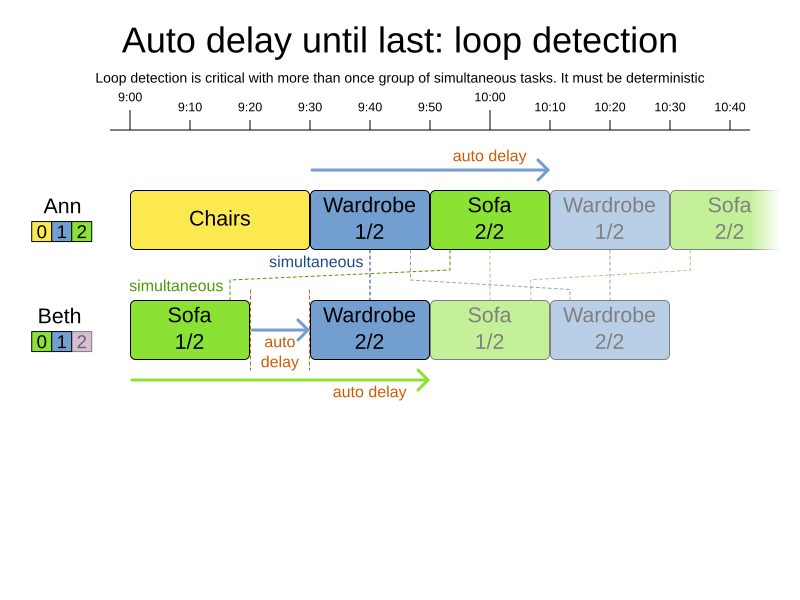 Auto delay until last: loop detection
Loop detection is critical with more than once group of simultaneous tasks. It must be deterministic
9:00 9:10 9:20 9:30 9:40 9:50 10:00 10:10 10:20 10:30 10:40
auto delay
Ann
0 1 2
Chairs
Wardrobe
1/2
Sofa
2/2
Wardrobe
1/2
Sofa
2/2
simultaneous
simultaneous
Beth
0 1 2
Sofa
1/2
auto
delay
Wardrobe
2/2
Sofa
1/2
Wardrobe
2/2
auto delay